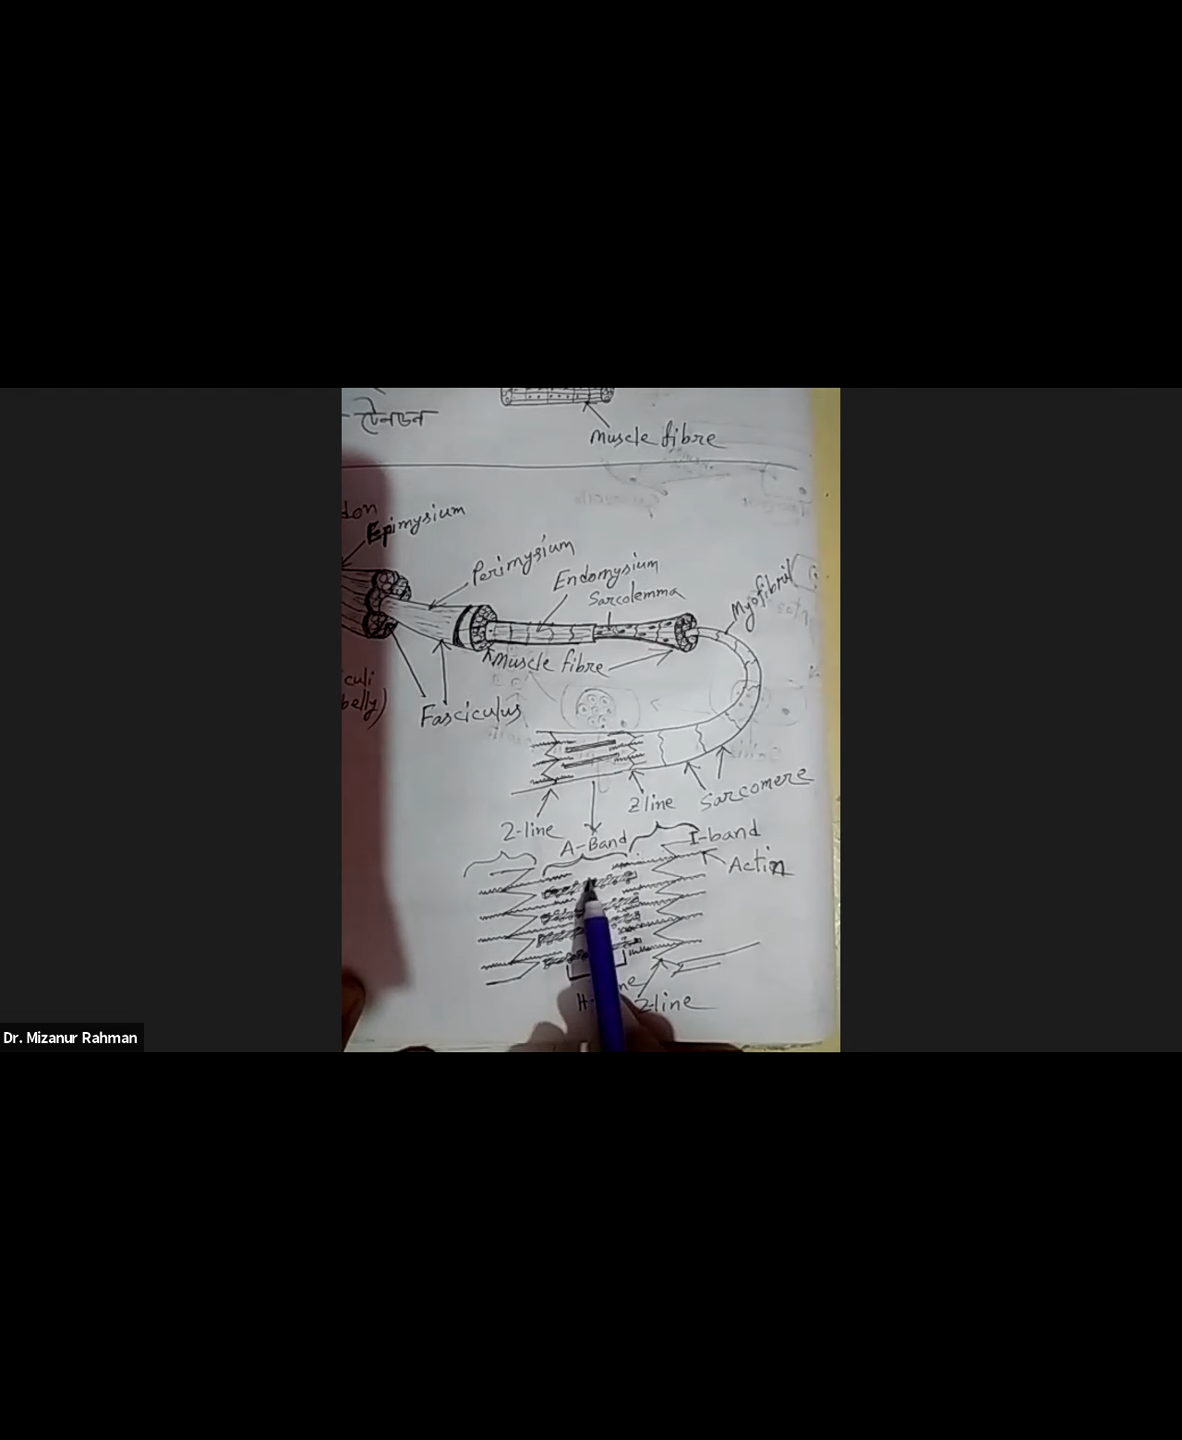 টেনডন
Muscle fibre
don
Epimysium
Perimysium
Endomysium
Sarcolemma
Myofibril
Muscle fibre
culi
belly)
Fasciculus
Z-line
Z line
Sarcomere
A-Band
I-band
Actin
Z-line
Dr. Mizanur Rahman